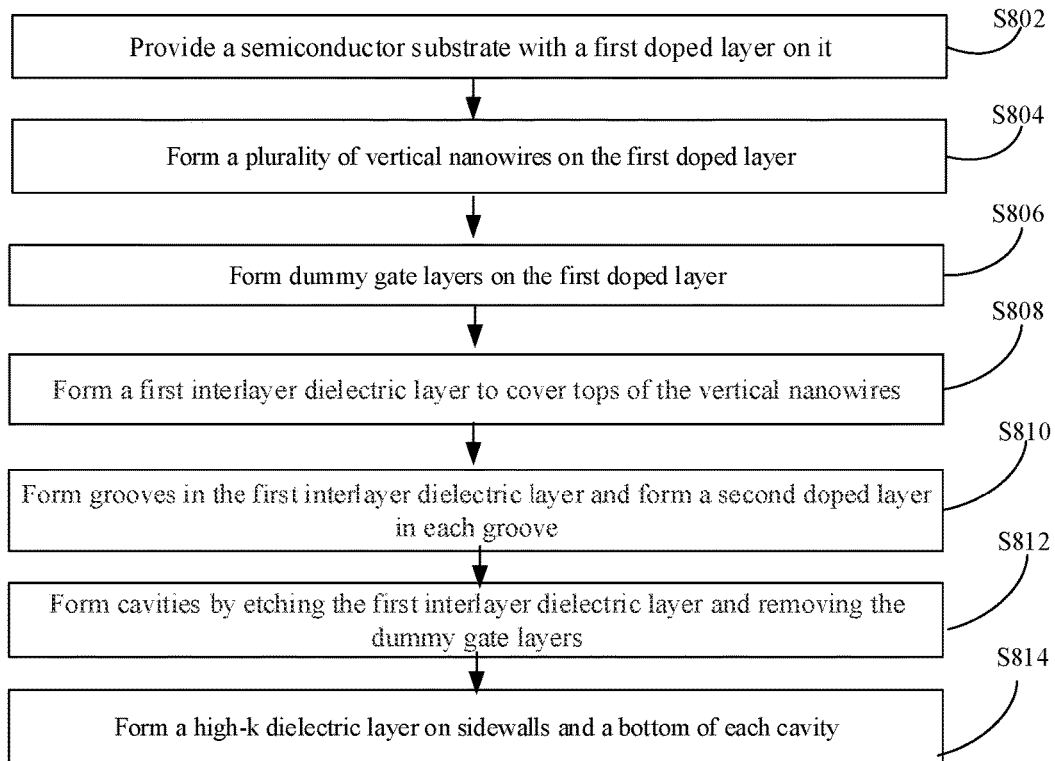 S802
Provide a semiconductor substrate with a first doped layer on it
S804
Form a plurality of vertical nanowires on the first doped layer
S806
Form dummy gate layers on the first doped layer
S808
Form a first interlayer dielectric layer to cover tops of the vertical nanowires
S810
Form grooves in the first interlayer dielectric layer and form a second doped layer
in each groove
S812
Form cavities by etching the first interlayer dielectric layer and removing the
dummy gate layers
S814
Form a high-k dielectric layer on sidewalls and a bottom of each cavity